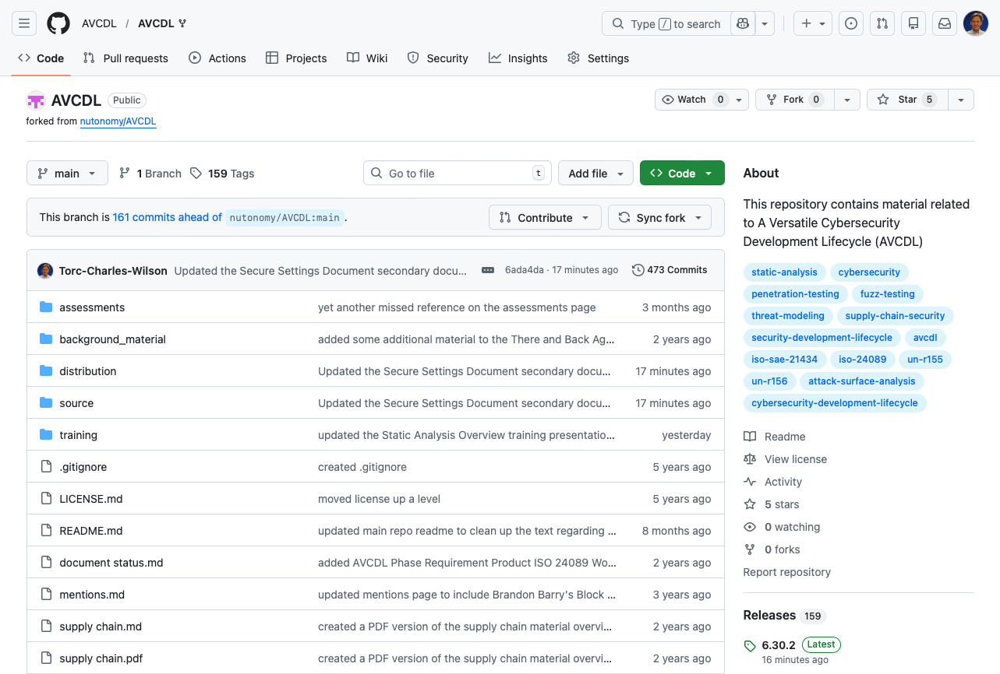 AVCDL / AVCDL
Type / to search
Code Pull requests Actions Projects Wiki Security Insights Settings
AVCDL Public
Watch 0 Fork 0 Star 5
forked from nutonomy/AVCDL
main 1 Branch 159 Tags Go to file t Add file Code
This branch is 161 commits ahead of nutonomy/AVCDL:main . Contribute Sync fork
Torc-Charles-Wilson Updated the Secure Settings Document secondary docu... 6ada4da · 17 minutes ago 473 Commits
assessments yet another missed reference on the assessments page 3 months ago
background_material added some additional material to the There and Back Ag... 2 years ago
distribution Updated the Secure Settings Document secondary docu... 17 minutes ago
source Updated the Secure Settings Document secondary docu... 17 minutes ago
training updated the Static Analysis Overview training presentatio... yesterday
.gitignore created .gitignore 5 years ago
LICENSE.md moved license up a level 5 years ago
README.md updated main repo readme to clean up the text regarding ... 8 months ago
document status.md added AVCDL Phase Requirement Product ISO 24089 Wo... 2 years ago
mentions.md updated mentions page to include Brandon Barry's Block ... 3 years ago
supply chain.md created a PDF version of the supply chain material overvi... 2 years ago
supply chain.pdf created a PDF version of the supply chain material overvi... 2 years ago
About
This repository contains material related
to A Versatile Cybersecurity
Development Lifecycle (AVCDL)
static-analysis cybersecurity
penetration-testing fuzz-testing
threat-modeling supply-chain-security
security-development-lifecycle avcdl
iso-sae-21434 iso-24089 un-r155
un-r156 attack-surface-analysis
cybersecurity-development-lifecycle
Readme
View license
Activity
5 stars
0 watching
0 forks
Report repository
Releases 159
6.30.2 Latest
16 minutes ago